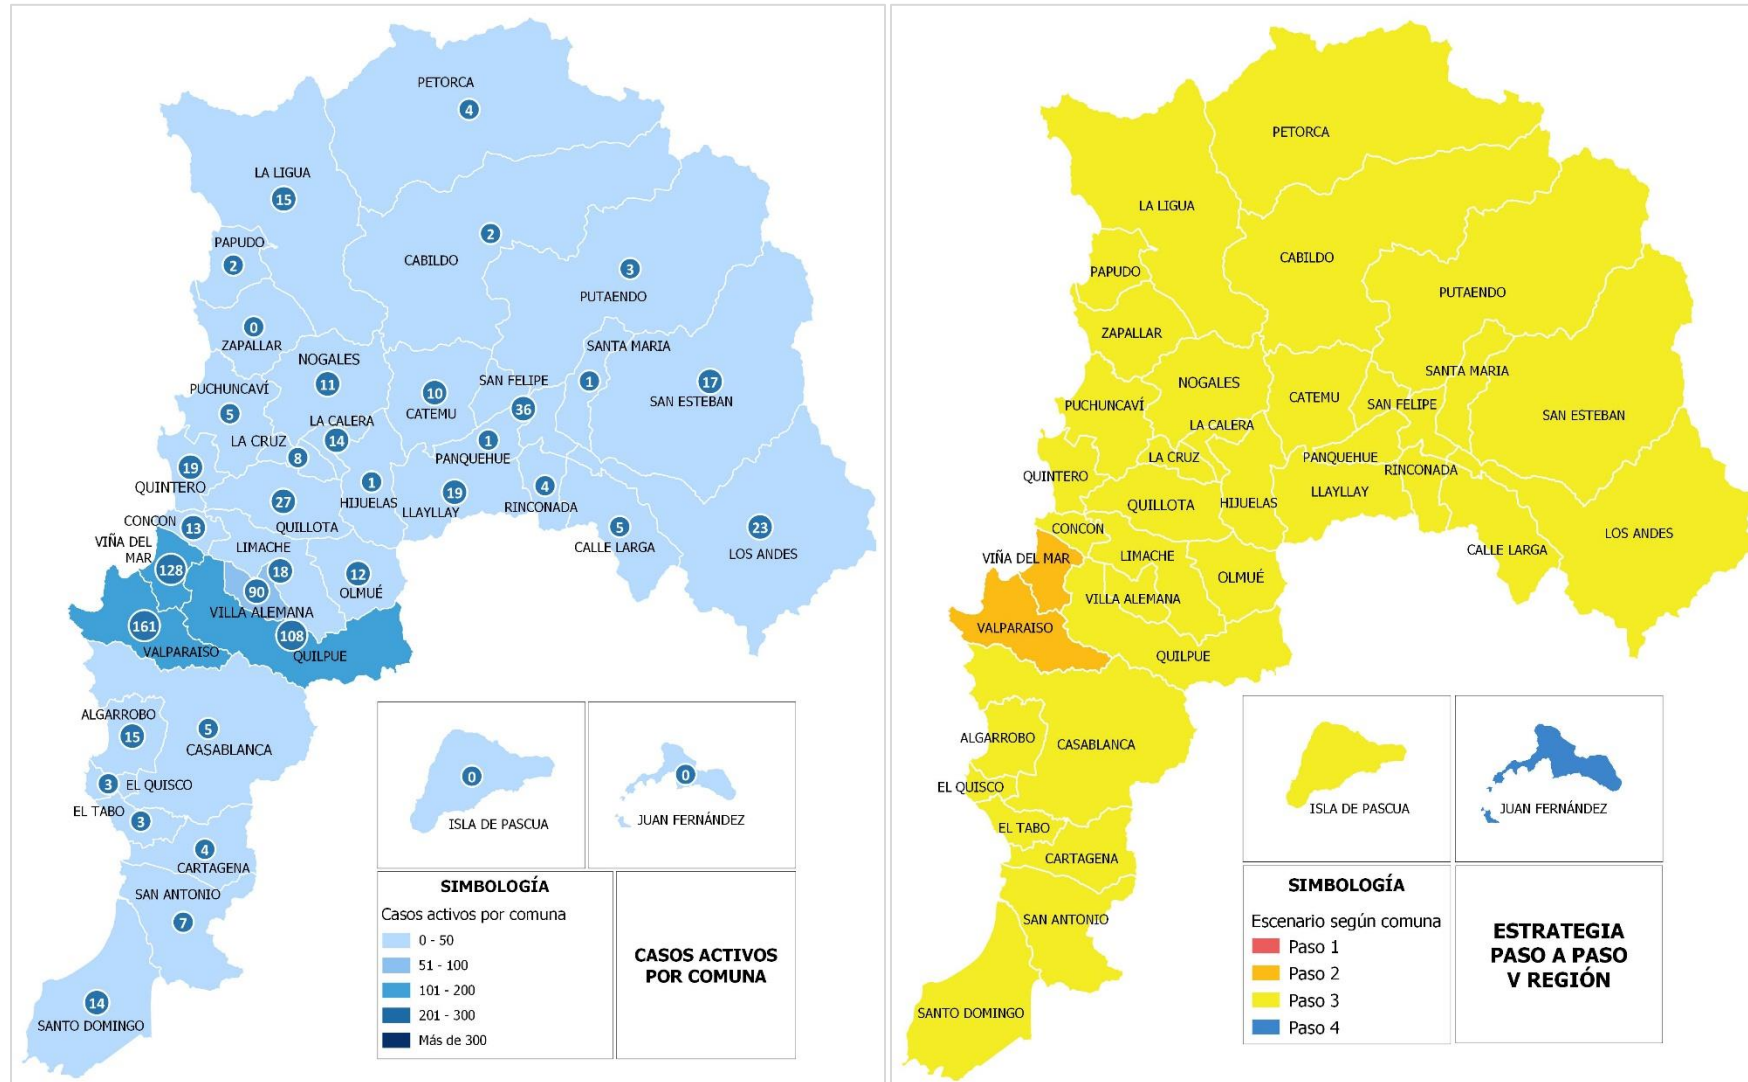 PETORCA
4
LA LIGUA
15
PAPUDO
2
CABILDO
2
3
PUTAENDO
0
ZAPALLAR
NOGALES
11
SANTA MARIA
1
17
SAN ESTEBAN
PUCHUNCAVÍ
5
10
CATEMU
SAN FELIPE
36
LA CALERA
14
LA CRUZ
8
1
PANQUEHUE
19
QUINTERO
27
QUILLOTA
1
HIJUELAS
19
LLAYLLAY
4
RINCONADA
5
CALLE LARGA
23
LOS ANDES
CONCON
13
VIÑA DEL
MAR
128
LIMACHE
18
90
VILLA ALEMANA
12
OLMUÉ
161
VALPARAISO
108
QUILPUE
ALGARROBO
15
5
CASABLANCA
3
EL QUISCO
EL TABO
3
4
CARTAGENA
SAN ANTONIO
7
14
SANTO DOMINGO
0
ISLA DE PASCUA
0
JUAN FERNÁNDEZ
SIMBOLOGÍA
Casos activos por comuna
0 - 50
51 - 100
101 - 200
201 - 300
Más de 300
CASOS ACTIVOS
POR COMUNA
PETORCA
LA LIGUA
CABILDO
PAPUDO
PUTAENDO
ZAPALLAR
NOGALES
SANTA MARIA
CATEMU
SAN FELIPE
PUCHUNCAVÍ
SAN ESTEBAN
LA CALERA
LA CRUZ
PANQUEHUE
RINCONADA
QUINTERO
LLAYLLAY
QUILLOTA
HIJUELAS
CONCON
LOS ANDES
VIÑA DEL MAR
LIMACHE
OLMUÉ
CALLE LARGA
VILLA ALEMANA
VALPARAISO
QUILPUE
ALGARROBO
CASABLANCA
EL QUISCO
EL TABO
CARTAGENA
SAN ANTONIO
SANTO DOMINGO
ISLA DE PASCUA
JUAN FERNÁNDEZ
SIMBOLOGÍA
Escenario según comuna
Paso 1
Paso 2
Paso 3
Paso 4
ESTRATEGIA
PASO A PASO
V REGIÓN